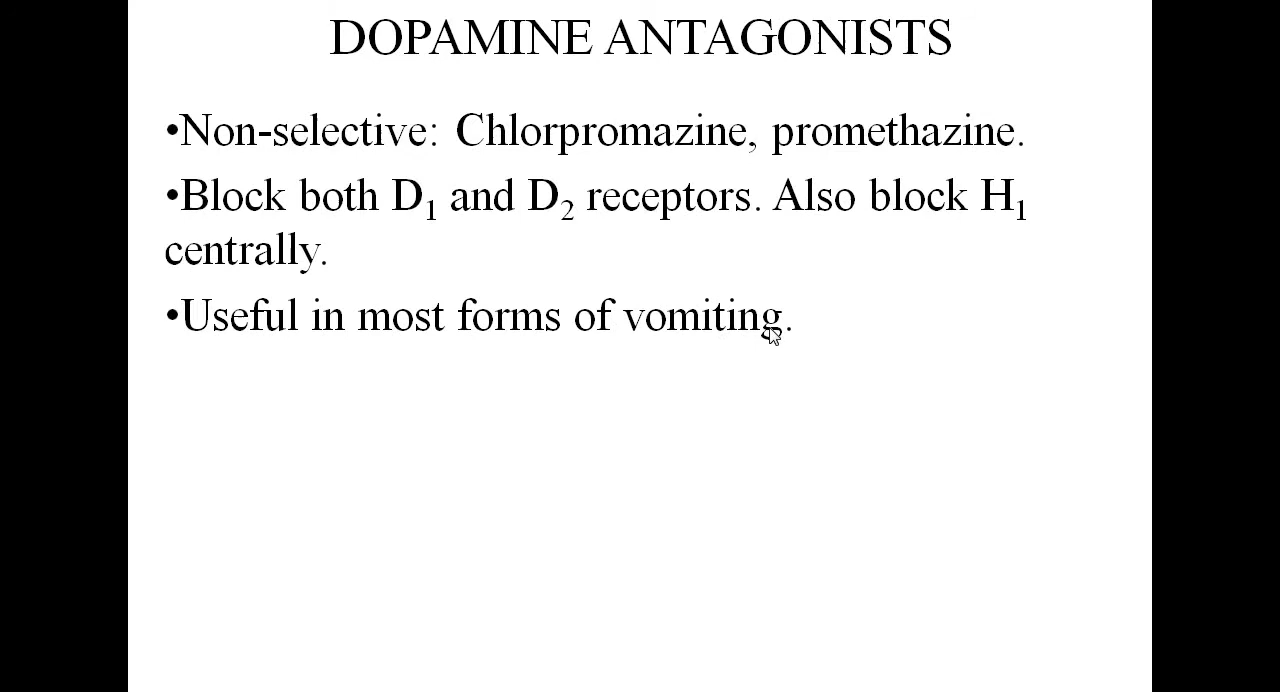 DOPAMINE ANTAGONISTS
•Non-selective: Chlorpromazine, promethazine.
•Block both D₁ and D₂ receptors. Also block H₁
centrally.
•Useful in most forms of vomiting.